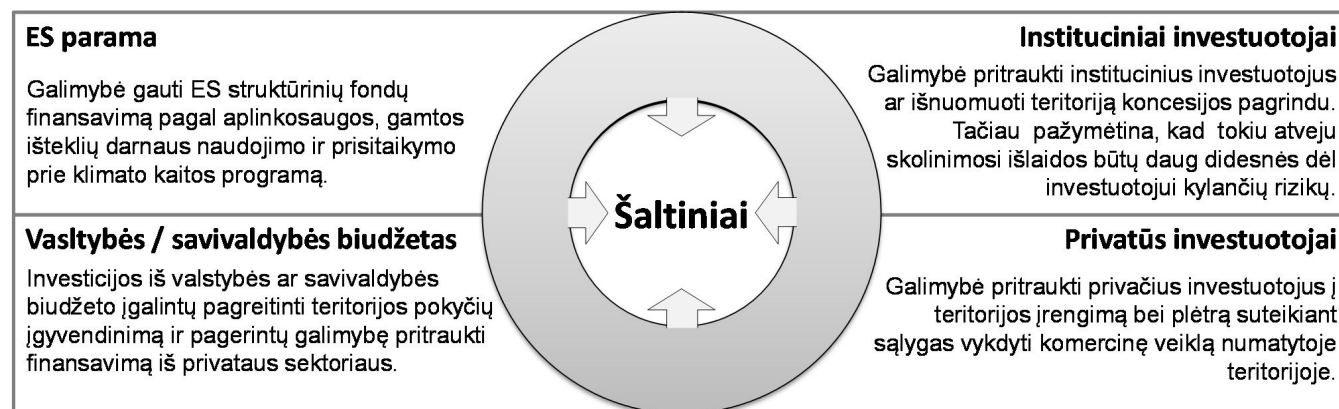 ES parama
Galimybė gauti ES struktūrinių fondų
finansavimą pagal aplinkosaugos, gamtos
išteklių darnaus naudojimo ir prisitaikymo
prie klimato kaitos programą.
Instituciniai investuotojai
Galimybė pritraukti institucinius investuotojus
ar išnuomuoti teritoriją koncesijos pagrindu.
Tačiau pažymėtina, kad tokiu atveju
skolinimosi išlaidos būtų daug didesnės dėl
investuotojui kylančių rizikų.
Šaltiniai
Vasltybės / savivaldybės biudžetas
Investicijos iš valstybės ar savivaldybės
biudžeto įgalintų pagreitinti teritorijos pokyčių
įgyvendinimą ir pagerintų galimybę pritraukti
finansavimą iš privataus sektoriaus.
Privatūs investuotojai
Galimybė pritraukti privačius investuotojus į
teritorijos įrengimą bei plėtrą suteikiant
sąlygas vykdyti komercinę veiklą numatytoje
teritorijoje.